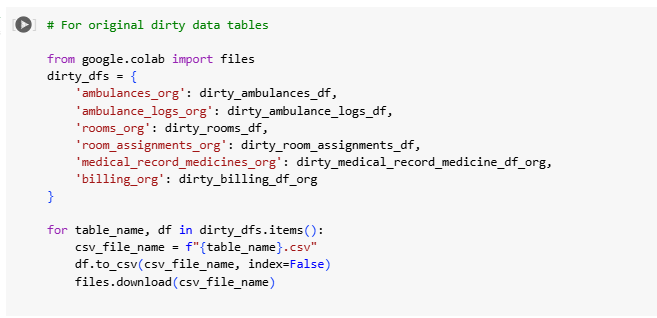 # For original dirty data tables
from google.colab import files
dirty_dfs = {
    'ambulances_org': dirty_ambulances_df,
    'ambulance_logs_org': dirty_ambulance_logs_df,
    'rooms_org': dirty_rooms_df,
    'room_assignments_org': dirty_room_assignments_df,
    'medical_record_medicines_org': dirty_medical_record_medicine_df_org,
    'billing_org': dirty_billing_df_org
}
for table_name, df in dirty_dfs.items():
    csv_file_name = f"{table_name}.csv"
    df.to_csv(csv_file_name, index=False)
    files.download(csv_file_name)